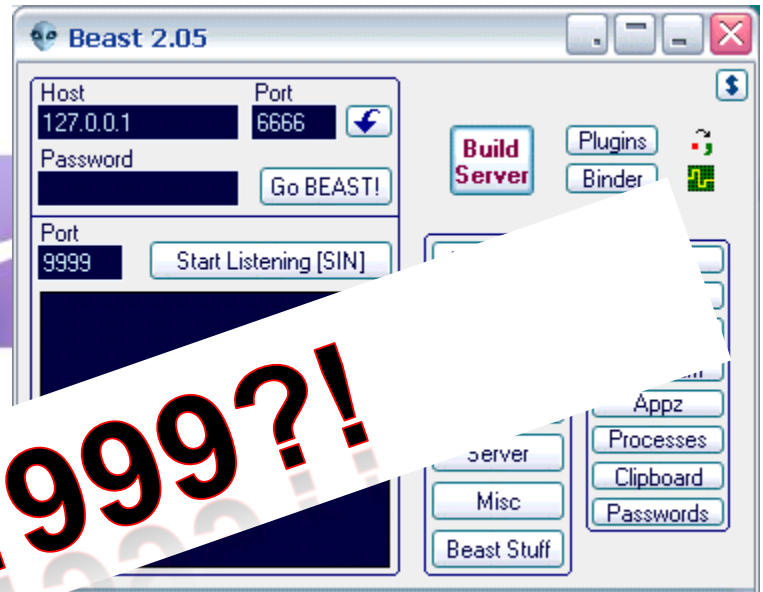 Beast 2.05
Host Port
127.0.0.1 6666
Password
Go BEAST!
Build
Server
Plugins
Binder
$
Port
9999 Start Listening [SIN]
999?!
Appz
Server
Processes
Clipboard
Misc
Passwords
Beast Stuff